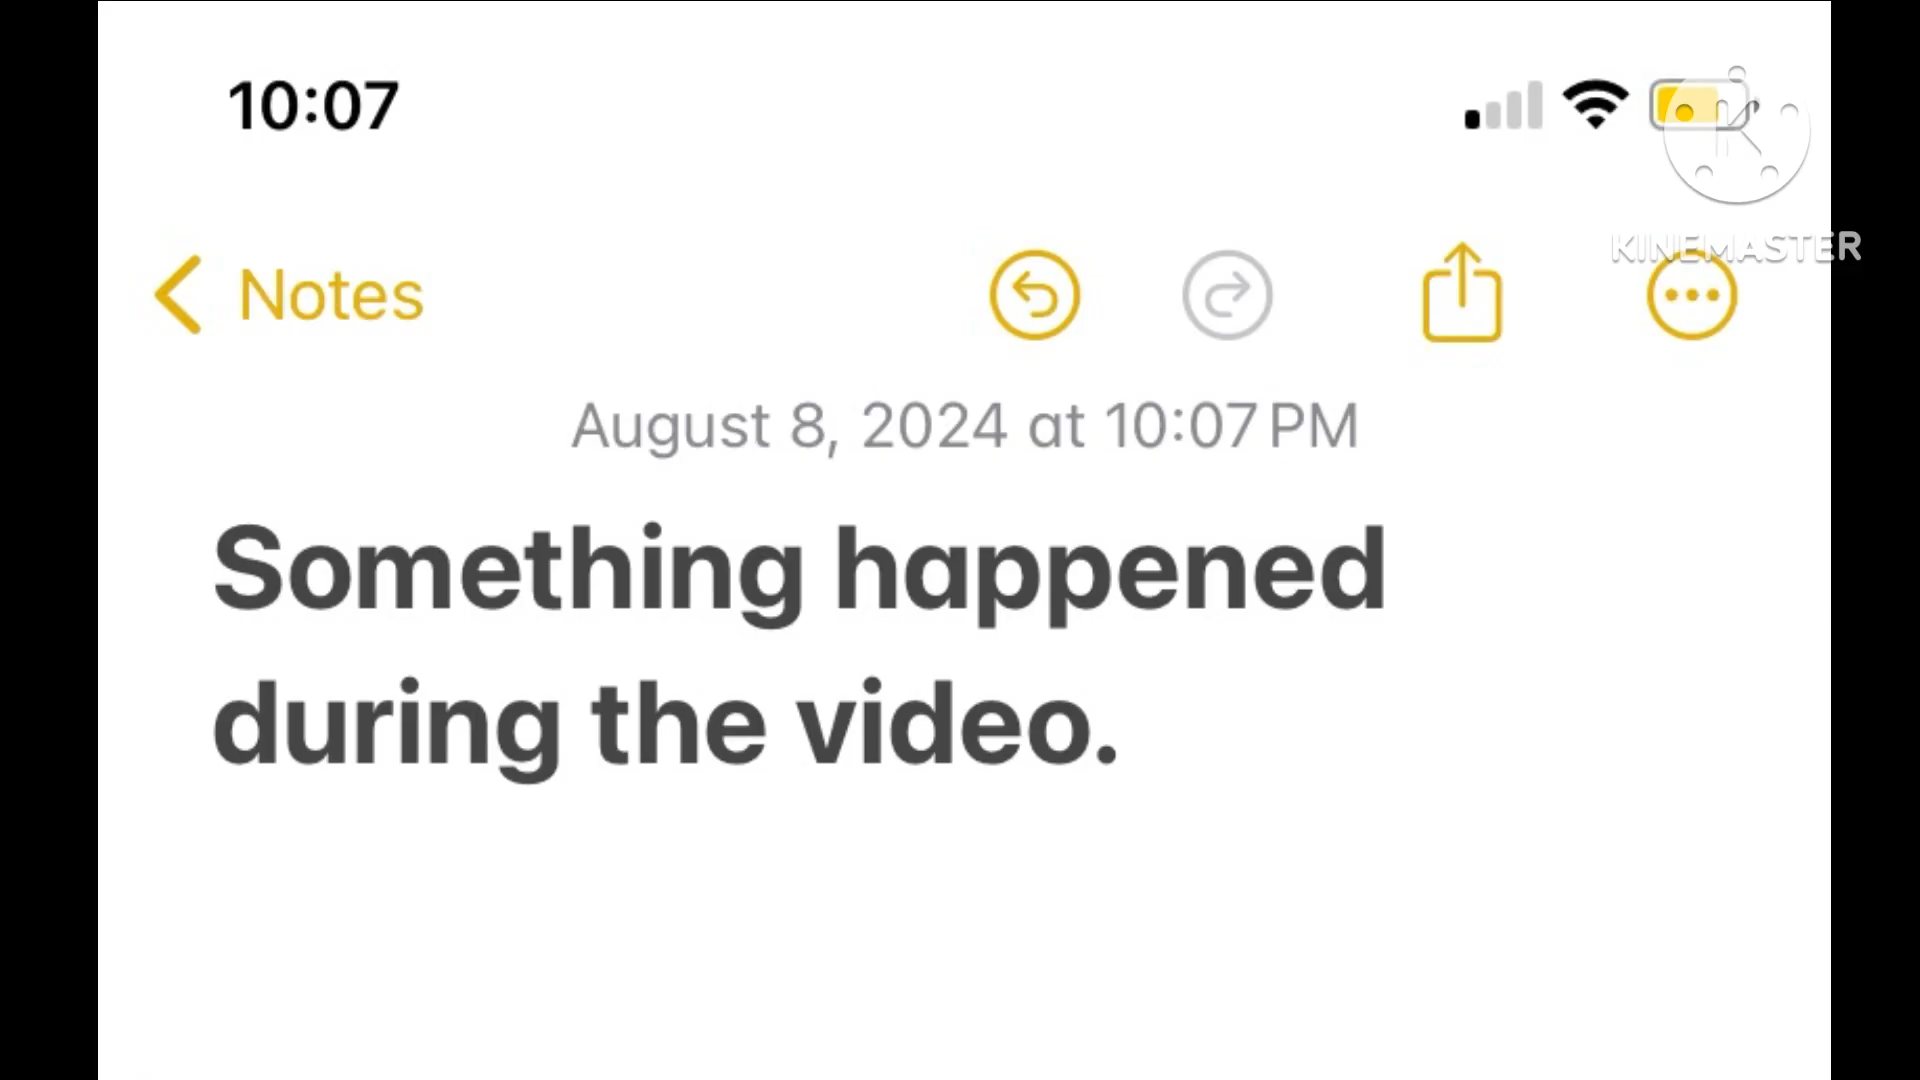 10:07
KINEMASTER
Notes
August 8, 2024 at 10:07 PM
Something happened
during the video.